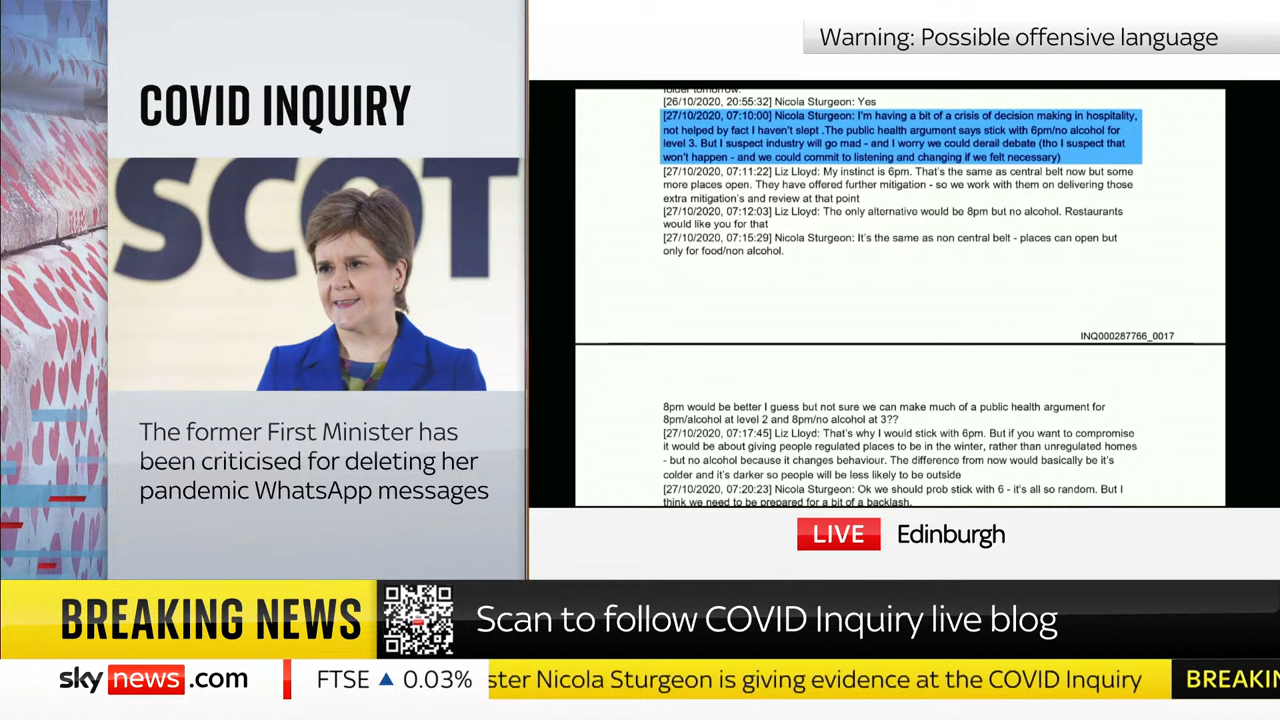 Warning: Possible offensive language
COVID INQUIRY
SCOT
The former First Minister has
been criticised for deleting her
pandemic WhatsApp messages
folder tomorrow.
[26/10/2020, 20:55:32] Nicola Sturgeon: Yes
[27/10/2020, 07:10:00] Nicola Sturgeon: I'm having a bit of a crisis of decision making in hospitality,
not helped by fact I haven't slept .The public health argument says stick with 6pm/no alcohol for
level 3. But I suspect industry will go mad - and I worry we could derail debate (tho I suspect that
won't happen - and we could commit to listening and changing if we felt necessary)
[27/10/2020, 07:11:22] Liz Lloyd: My instinct is 6pm. That's the same as central belt now but some
more places open. They have offered further mitigation - so we work with them on delivering those
extra mitigation's and review at that point
[27/10/2020, 07:12:03] Liz Lloyd: The only alternative would be 8pm but no alcohol. Restaurants
would like you for that
[27/10/2020, 07:15:29] Nicola Sturgeon: It's the same as non central belt - places can open but
only for food/non alcohol.
INQ000287766_0017
8pm would be better I guess but not sure we can make much of a public health argument for
8pm/alcohol at level 2 and 8pm/no alcohol at 3??
[27/10/2020, 07:17:45] Liz Lloyd: That's why I would stick with 6pm. But if you want to compromise
it would be about giving people regulated places to be in the winter, rather than unregulated homes
- but no alcohol because it changes behaviour. The difference from now would basically be it's
colder and it's darker so people will be less likely to be outside
[27/10/2020, 07:20:23] Nicola Sturgeon: Ok we should prob stick with 6 - it's all so random. But I
think we need to be prepared for a bit of a backlash.
LIVE Edinburgh
BREAKING NEWS
Scan to follow COVID Inquiry live blog
sky news.com
FTSE ▲ 0.03%
ster Nicola Sturgeon is giving evidence at the COVID Inquiry
BREAKIN